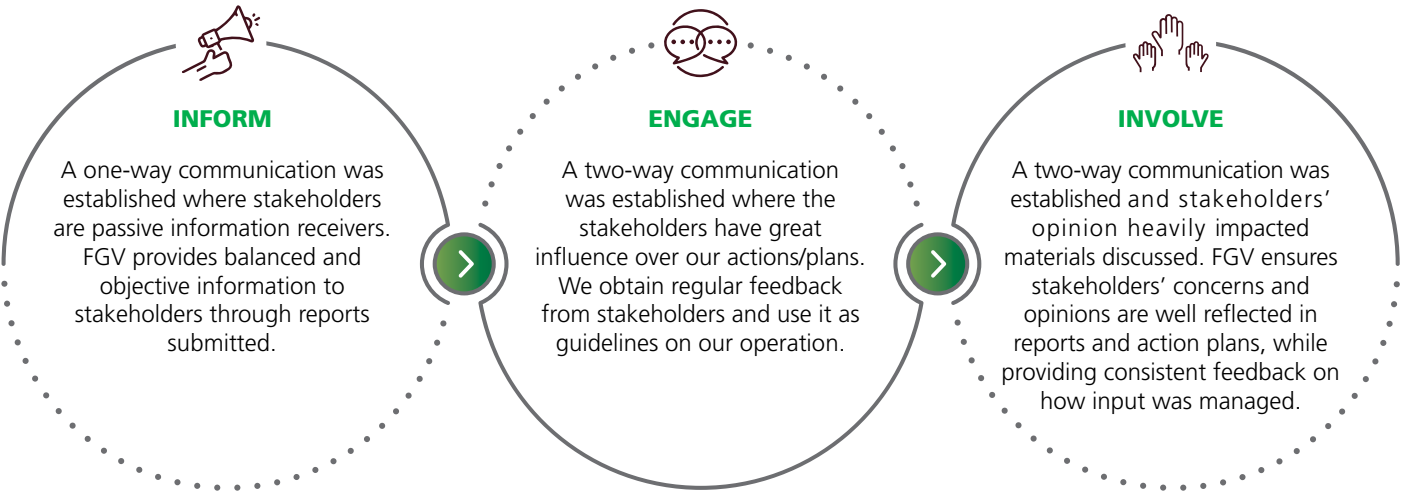 INFORM
A one-way communication was
established where stakeholders
are passive information receivers.
FGV provides balanced and
objective information to
stakeholders through reports
submitted.
ENGAGE
A two-way communication
was established where the
stakeholders have great
influence over our actions/plans.
We obtain regular feedback
from stakeholders and use it as
guidelines on our operation.
INVOLVE
A two-way communication was
established and stakeholders’
opinion heavily impacted
materials discussed. FGV ensures
stakeholders’ concerns and
opinions are well reflected in
reports and action plans, while
providing consistent feedback on
how input was managed.